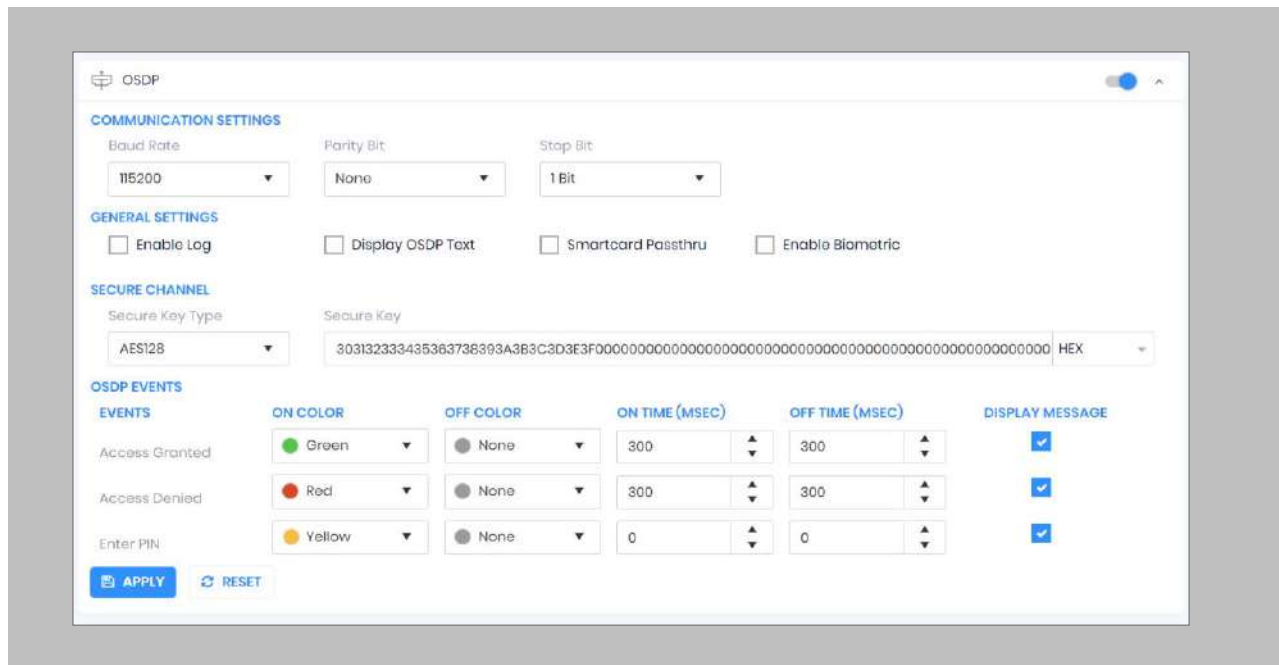 OSDP
COMMUNICATION SETTINGS
Baud Rate Parity Bit Stop Bit
115200 None 1 Bit
GENERAL SETTINGS
Enable Log Display OSDP Text Smartcard Passthru Enable Biometric
SECURE CHANNEL
Secure Key Type Secure Key
AES128 HEX
OSDP EVENTS
EVENTS ON COLOR OFF COLOR ON TIME (MSEC) OFF TIME (MSEC) DISPLAY MESSAGE
Access Granted Green None 300 300
Access Denied Red None 300 300
Enter PIN Yellow None 0 0
APPLY RESET